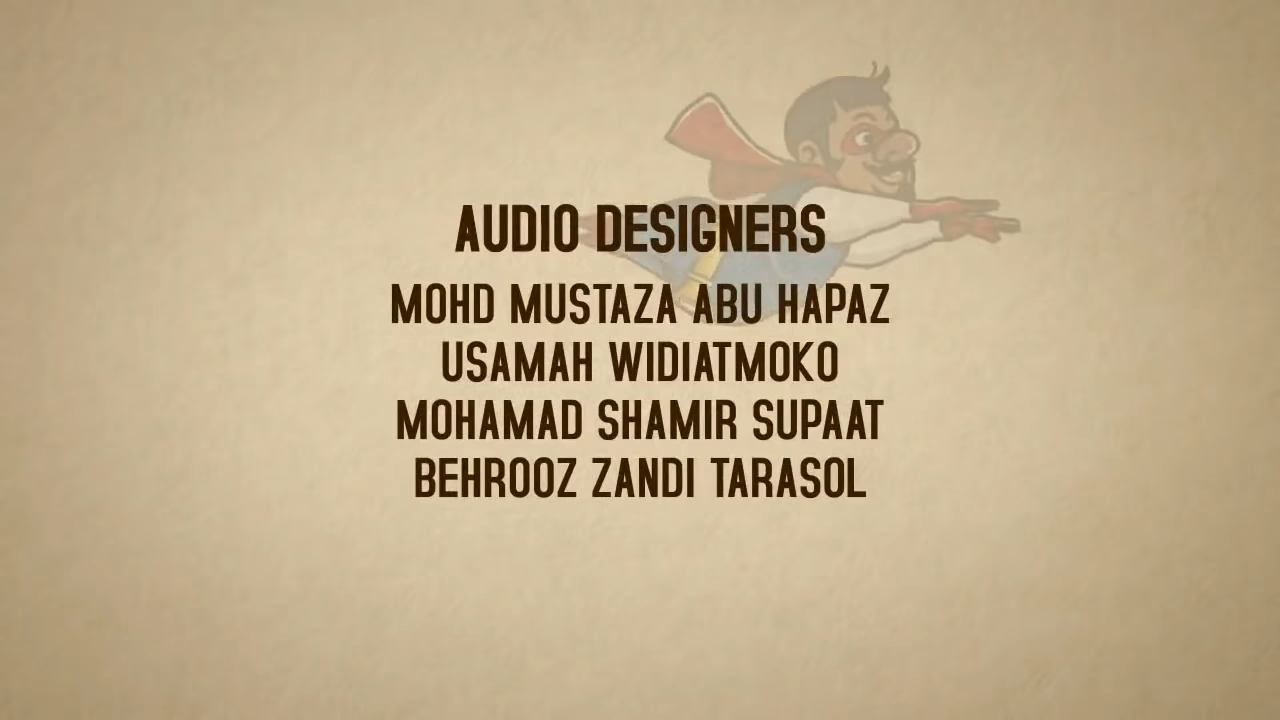 AUDIO DESIGNERS
MOHD MUSTAZA ABU HAPAZ
USAMAH WIDIATMOKO
MOHAMAD SHAMIR SUPAAT
BEHROOZ ZANDI TARASOL